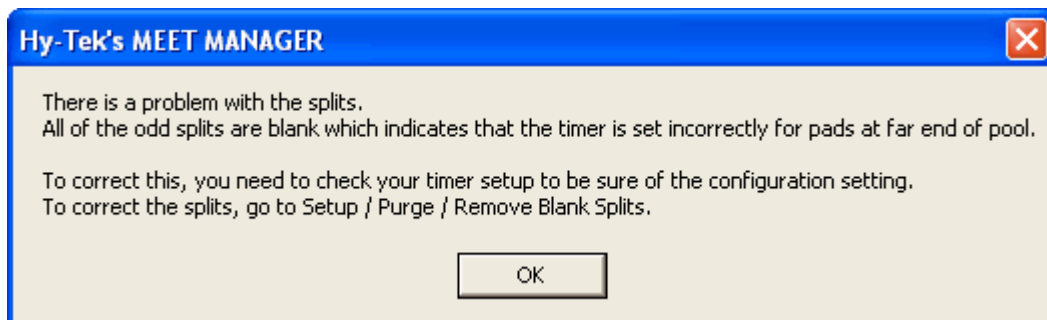 Hy-Tek's MEET MANAGER
There is a problem with the splits.
All of the odd splits are blank which indicates that the timer is set incorrectly for pads at far end of pool.
To correct this, you need to check your timer setup to be sure of the configuration setting.
To correct the splits, go to Setup / Purge / Remove Blank Splits.
OK